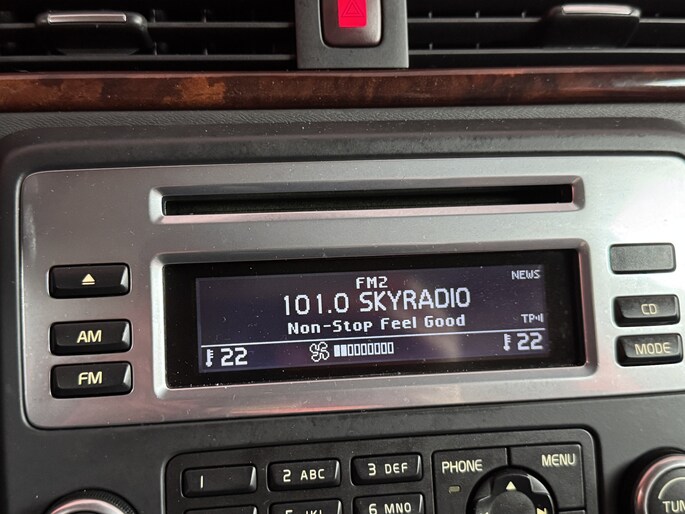 FM2
NEWS
101.0 SKYRADIO
Non-Stop Feel Good
TP
22
22
AM
FM
CD
MODE
1
2 ABC
3 DEF
PHONE
MENU
6 MNO